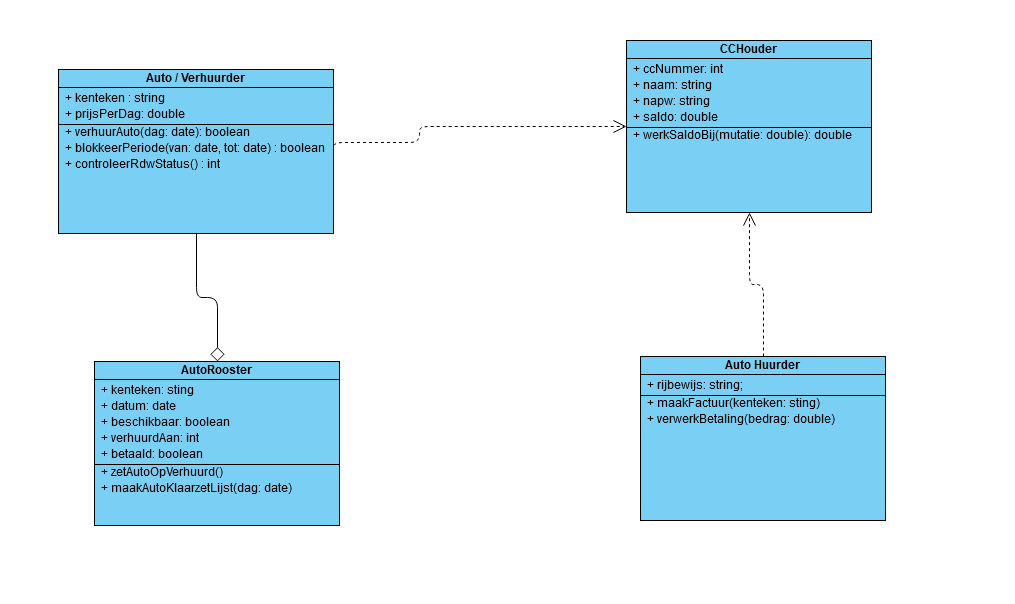 Auto / Verhuurder
+ kenteken : string
+ prijsPerDag: double
+ verhuurAuto(dag: date): boolean
+ blokkeerPeriode(van: date, tot: date) : boolean
+ controleerRdwStatus() : int
CCHouder
+ ccNummer: int
+ naam: string
+ napw: string
+ saldo: double
+ werkSaldoBij(mutatie: double): double
AutoRooster
+ kenteken: sting
+ datum: date
+ beschikbaar: boolean
+ verhuurdAan: int
+ betaald: boolean
+ zetAutoOpVerhuurd()
+ maakAutoKlaarzetLijst(dag: date)
Auto Huurder
+ rijbewijs: string;
+ maakFactuur(kenteken: sting)
+ verwerkBetaling(bedrag: double)